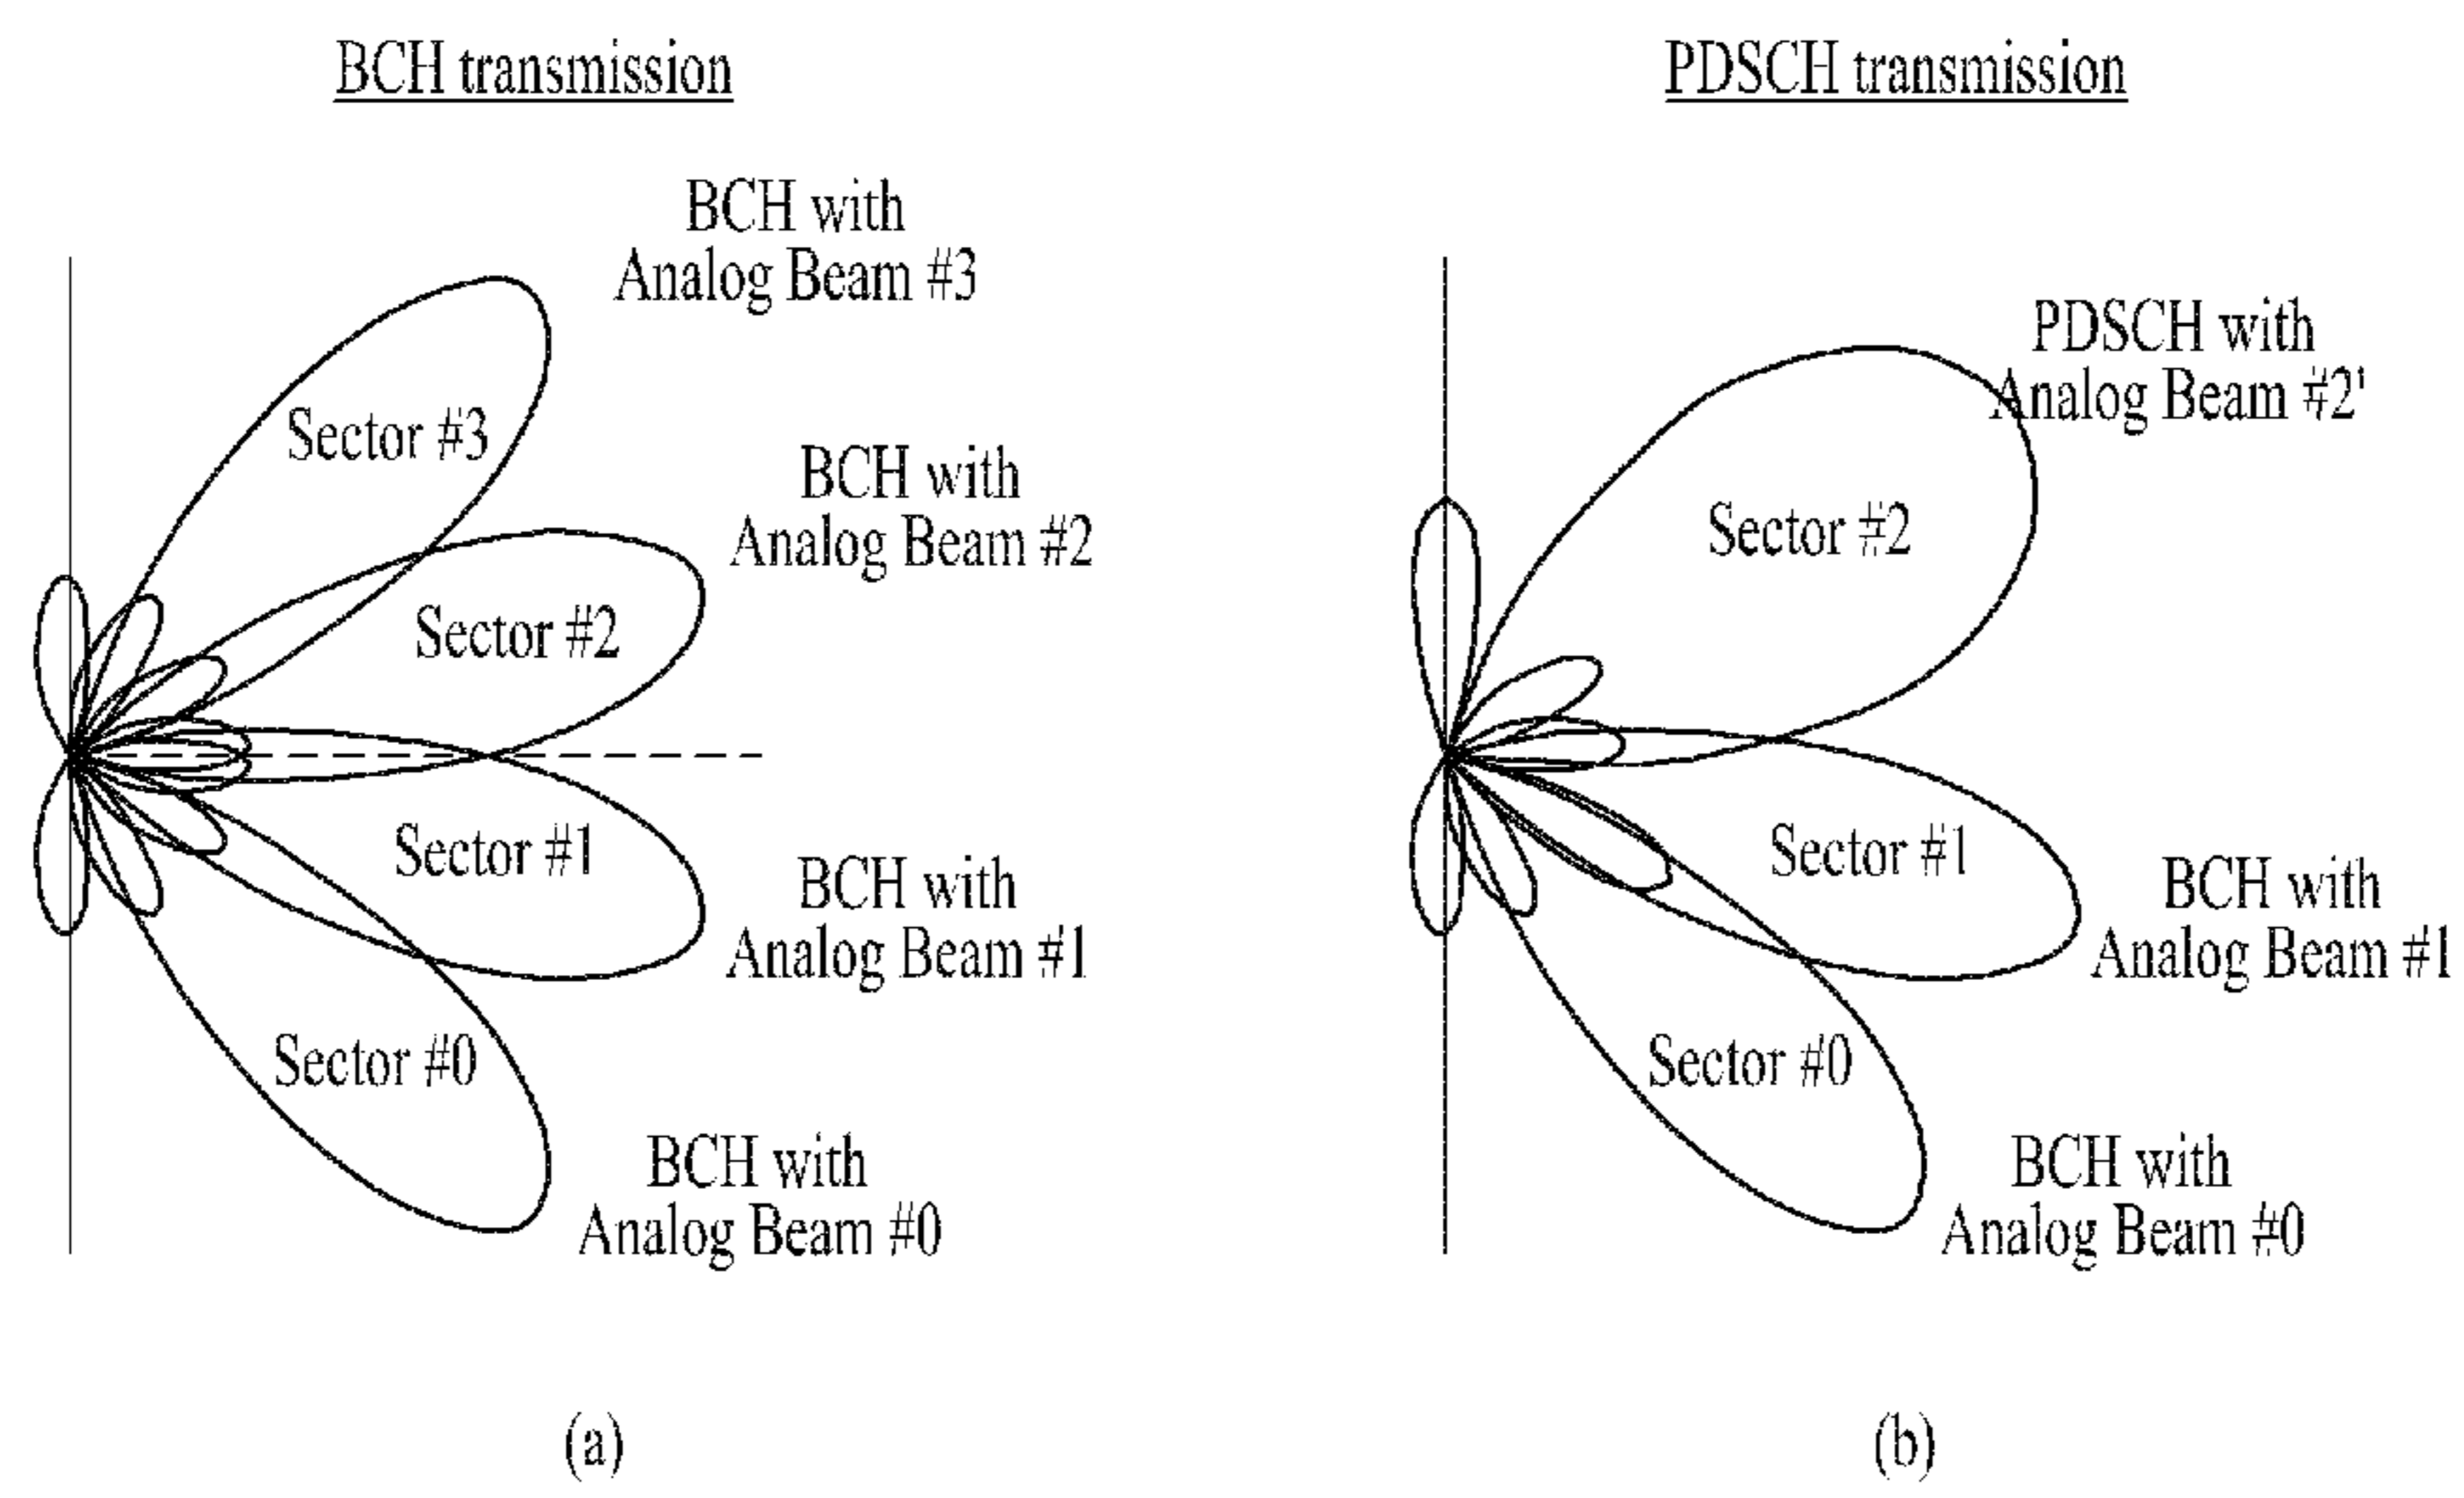 BCH transmission
BCH with
Analog Beam #3
Sector #3
BCH with
Analog Beam #2
Sector #2
Sector #1
BCH with
Analog Beam #1
Sector #0
BCH with
Analog Beam #0
(a)
PDSCH transmission
PDSCH with
Analog Beam #2'
Sector #2
Sector #1
BCH with
Analog Beam #1
Sector #0
BCH with
Analog Beam #0
(b)